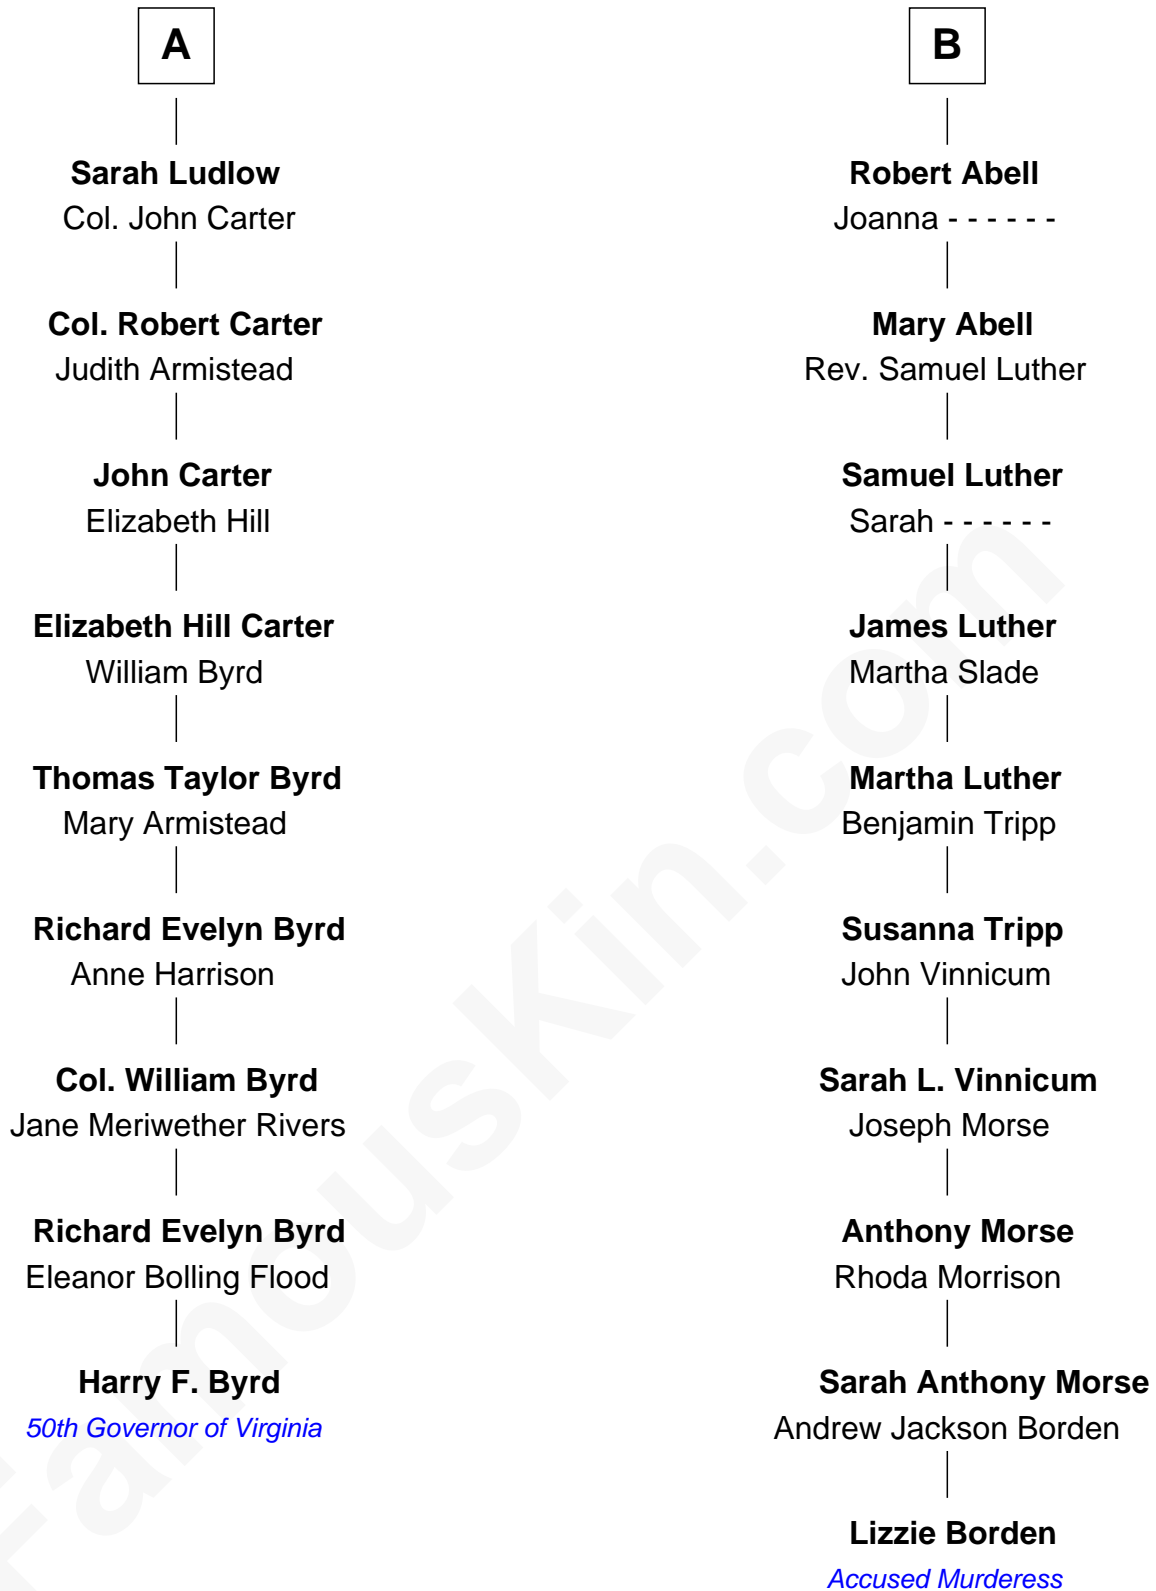 A
Sarah Ludlow
Col. John Carter
Col. Robert Carter
Judith Armistead
John Carter
Elizabeth Hill
Elizabeth Hill Carter
William Byrd
Thomas Taylor Byrd
Mary Armistead
Richard Evelyn Byrd
Anne Harrison
Col. William Byrd
Jane Meriwether Rivers
Richard Evelyn Byrd
Eleanor Bolling Flood
Harry F. Byrd
50th Governor of Virginia
B
Robert Abell
Joanna - - - - - -
Mary Abell
Rev. Samuel Luther
Samuel Luther
Sarah - - - - - -
James Luther
Martha Slade
Martha Luther
Benjamin Tripp
Susanna Tripp
John Vinnicum
Sarah L. Vinnicum
Joseph Morse
Anthony Morse
Rhoda Morrison
Sarah Anthony Morse
Andrew Jackson Borden
Lizzie Borden
Accused Murderess
FamousKin.com